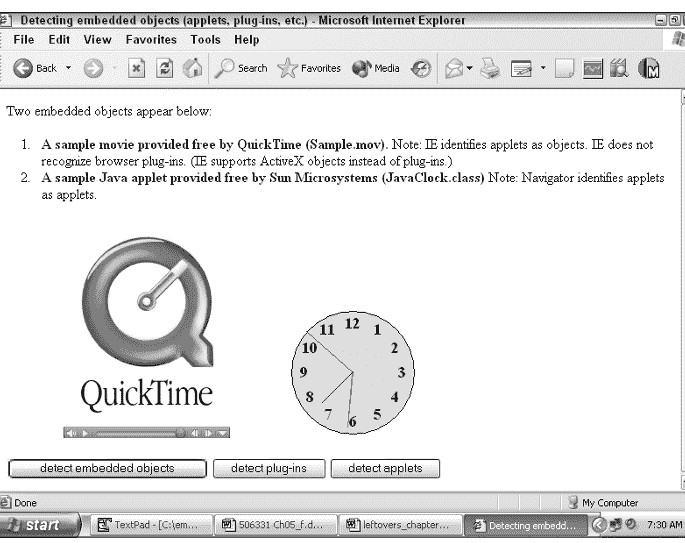 Detecting embedded objects (applets, plug-ins, etc.) - Microsoft Internet Explorer
File Edit View Favorites Tools Help
Back Search Favorites Media
Two embedded objects appear below:
1. A sample movie provided free by QuickTime (Sample.mov). Note: IE identifies applets as objects. IE does not
recognize browser plug-ins. (IE supports ActiveX objects instead of plug-ins.)
2. A sample Java applet provided free by Sun Microsystems (JavaClock.class) Note: Navigator identifies applets
as applets.
QuickTime
12
11 1
10 2
9 3
8 4
7 5
6
detect embedded objects detect plug-ins detect applets
Done My Computer
start TextPad - [C:\em... 506331 Ch05_f.d... leftovers_chapter... Detecting embedd... 7:30 AM